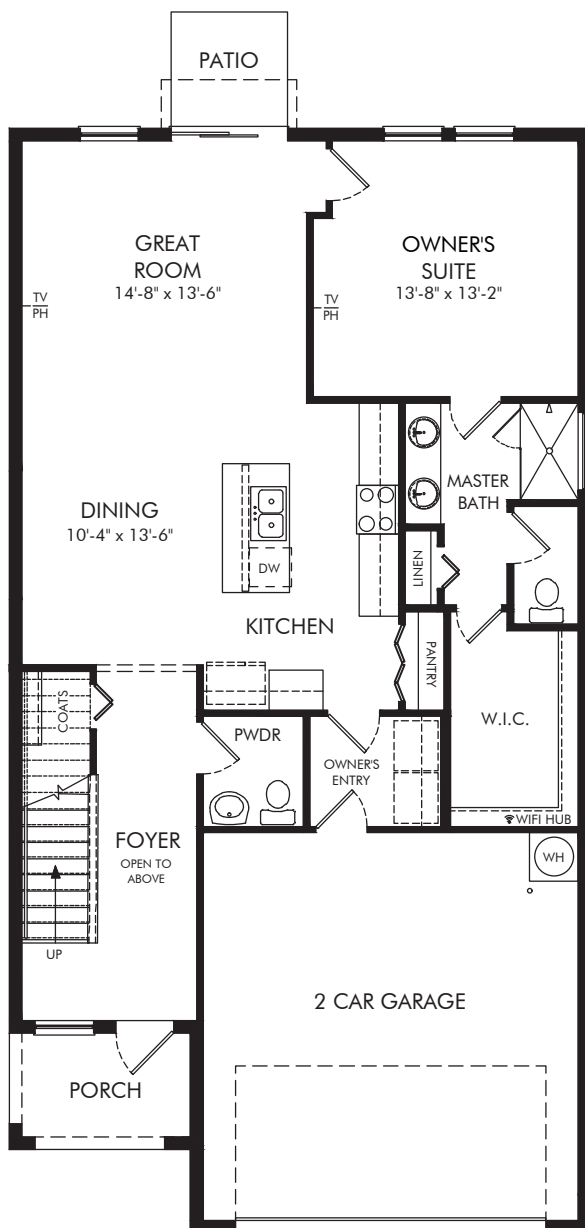 PATIO
GREAT
ROOM
14'-8" x 13'-6"
OWNER'S
SUITE
13'-8" x 13'-2"
TV
PH
TV
PH
MASTER
BATH
DINING
10'-4" x 13'-6"
DW
LINEN
KITCHEN
PANTRY
COATS
W.I.C.
PWDR
OWNER'S
ENTRY
WIFI HUB
FOYER
OPEN TO
ABOVE
WH
UP
2 CAR GARAGE
PORCH